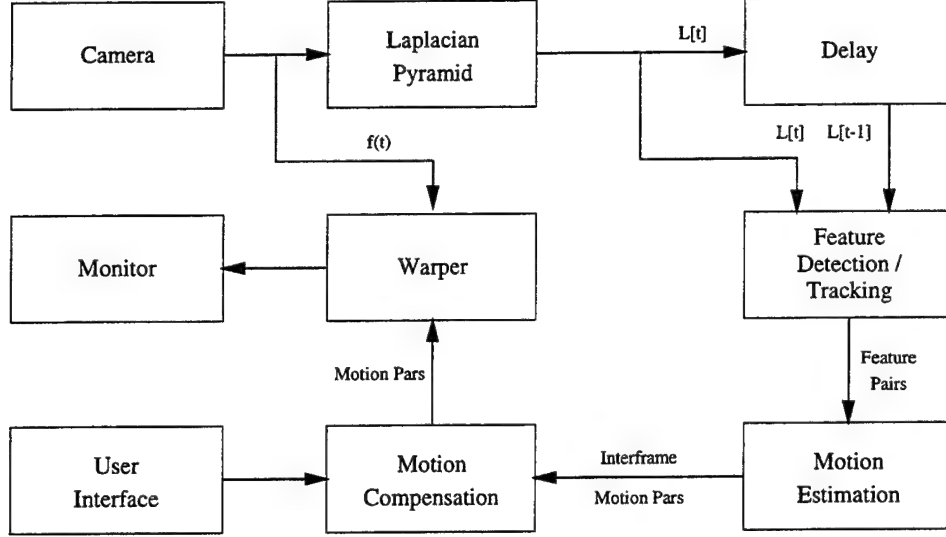 Camera
Laplacian
Pyramid
L[t]
Delay
f(t)
L[t]
L[t-1]
Monitor
Warper
Feature
Detection /
Tracking
Motion Pars
Feature
Pairs
User
Interface
Motion
Compensation
Interframe
Motion Pars
Motion
Estimation